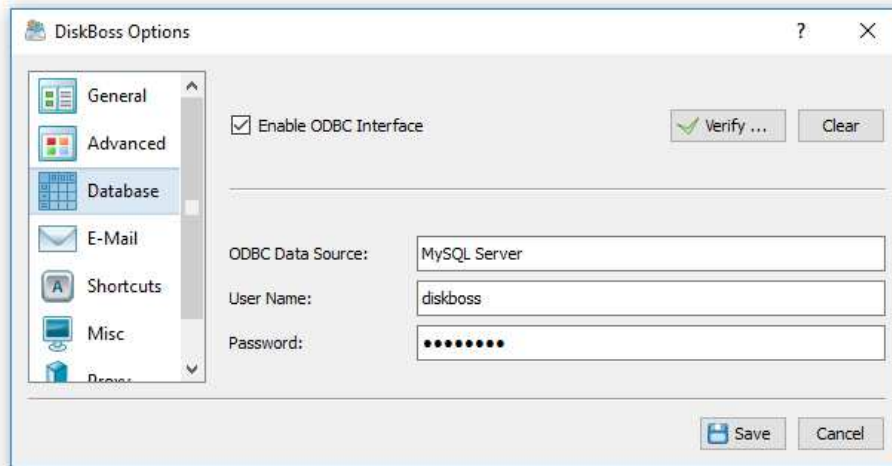 DiskBoss Options
?
General
Advanced
Database
E-Mail
Shortcuts
Misc
Proxy
Enable ODBC Interface
Verify ...
Clear
ODBC Data Source:
MySQL Server
User Name:
diskboss
Password:
••••••••
Save
Cancel